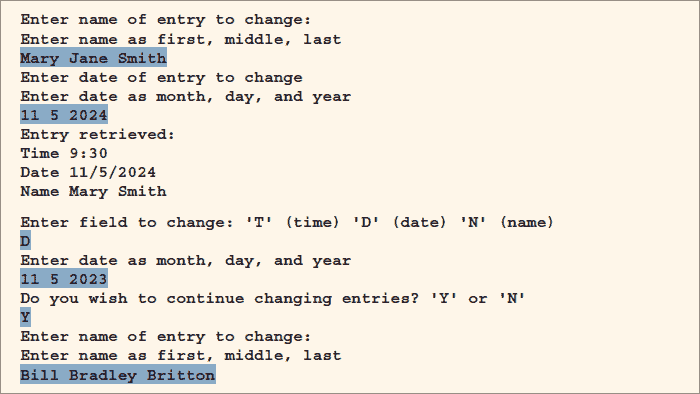 Enter name of entry to change:
Enter name as first, middle, last
Mary Jane Smith
Enter date of entry to change
Enter date as month, day, and year
11 5 2024
Entry retrieved:
Time 9:30
Date 11/5/2024
Name Mary Smith
Enter field to change: 'T' (time) 'D' (date) 'N' (name)
D
Enter date as month, day, and year
11 5 2023
Do you wish to continue changing entries? 'Y' or 'N'
Y
Enter name of entry to change:
Enter name as first, middle, last
Bill Bradley Britton